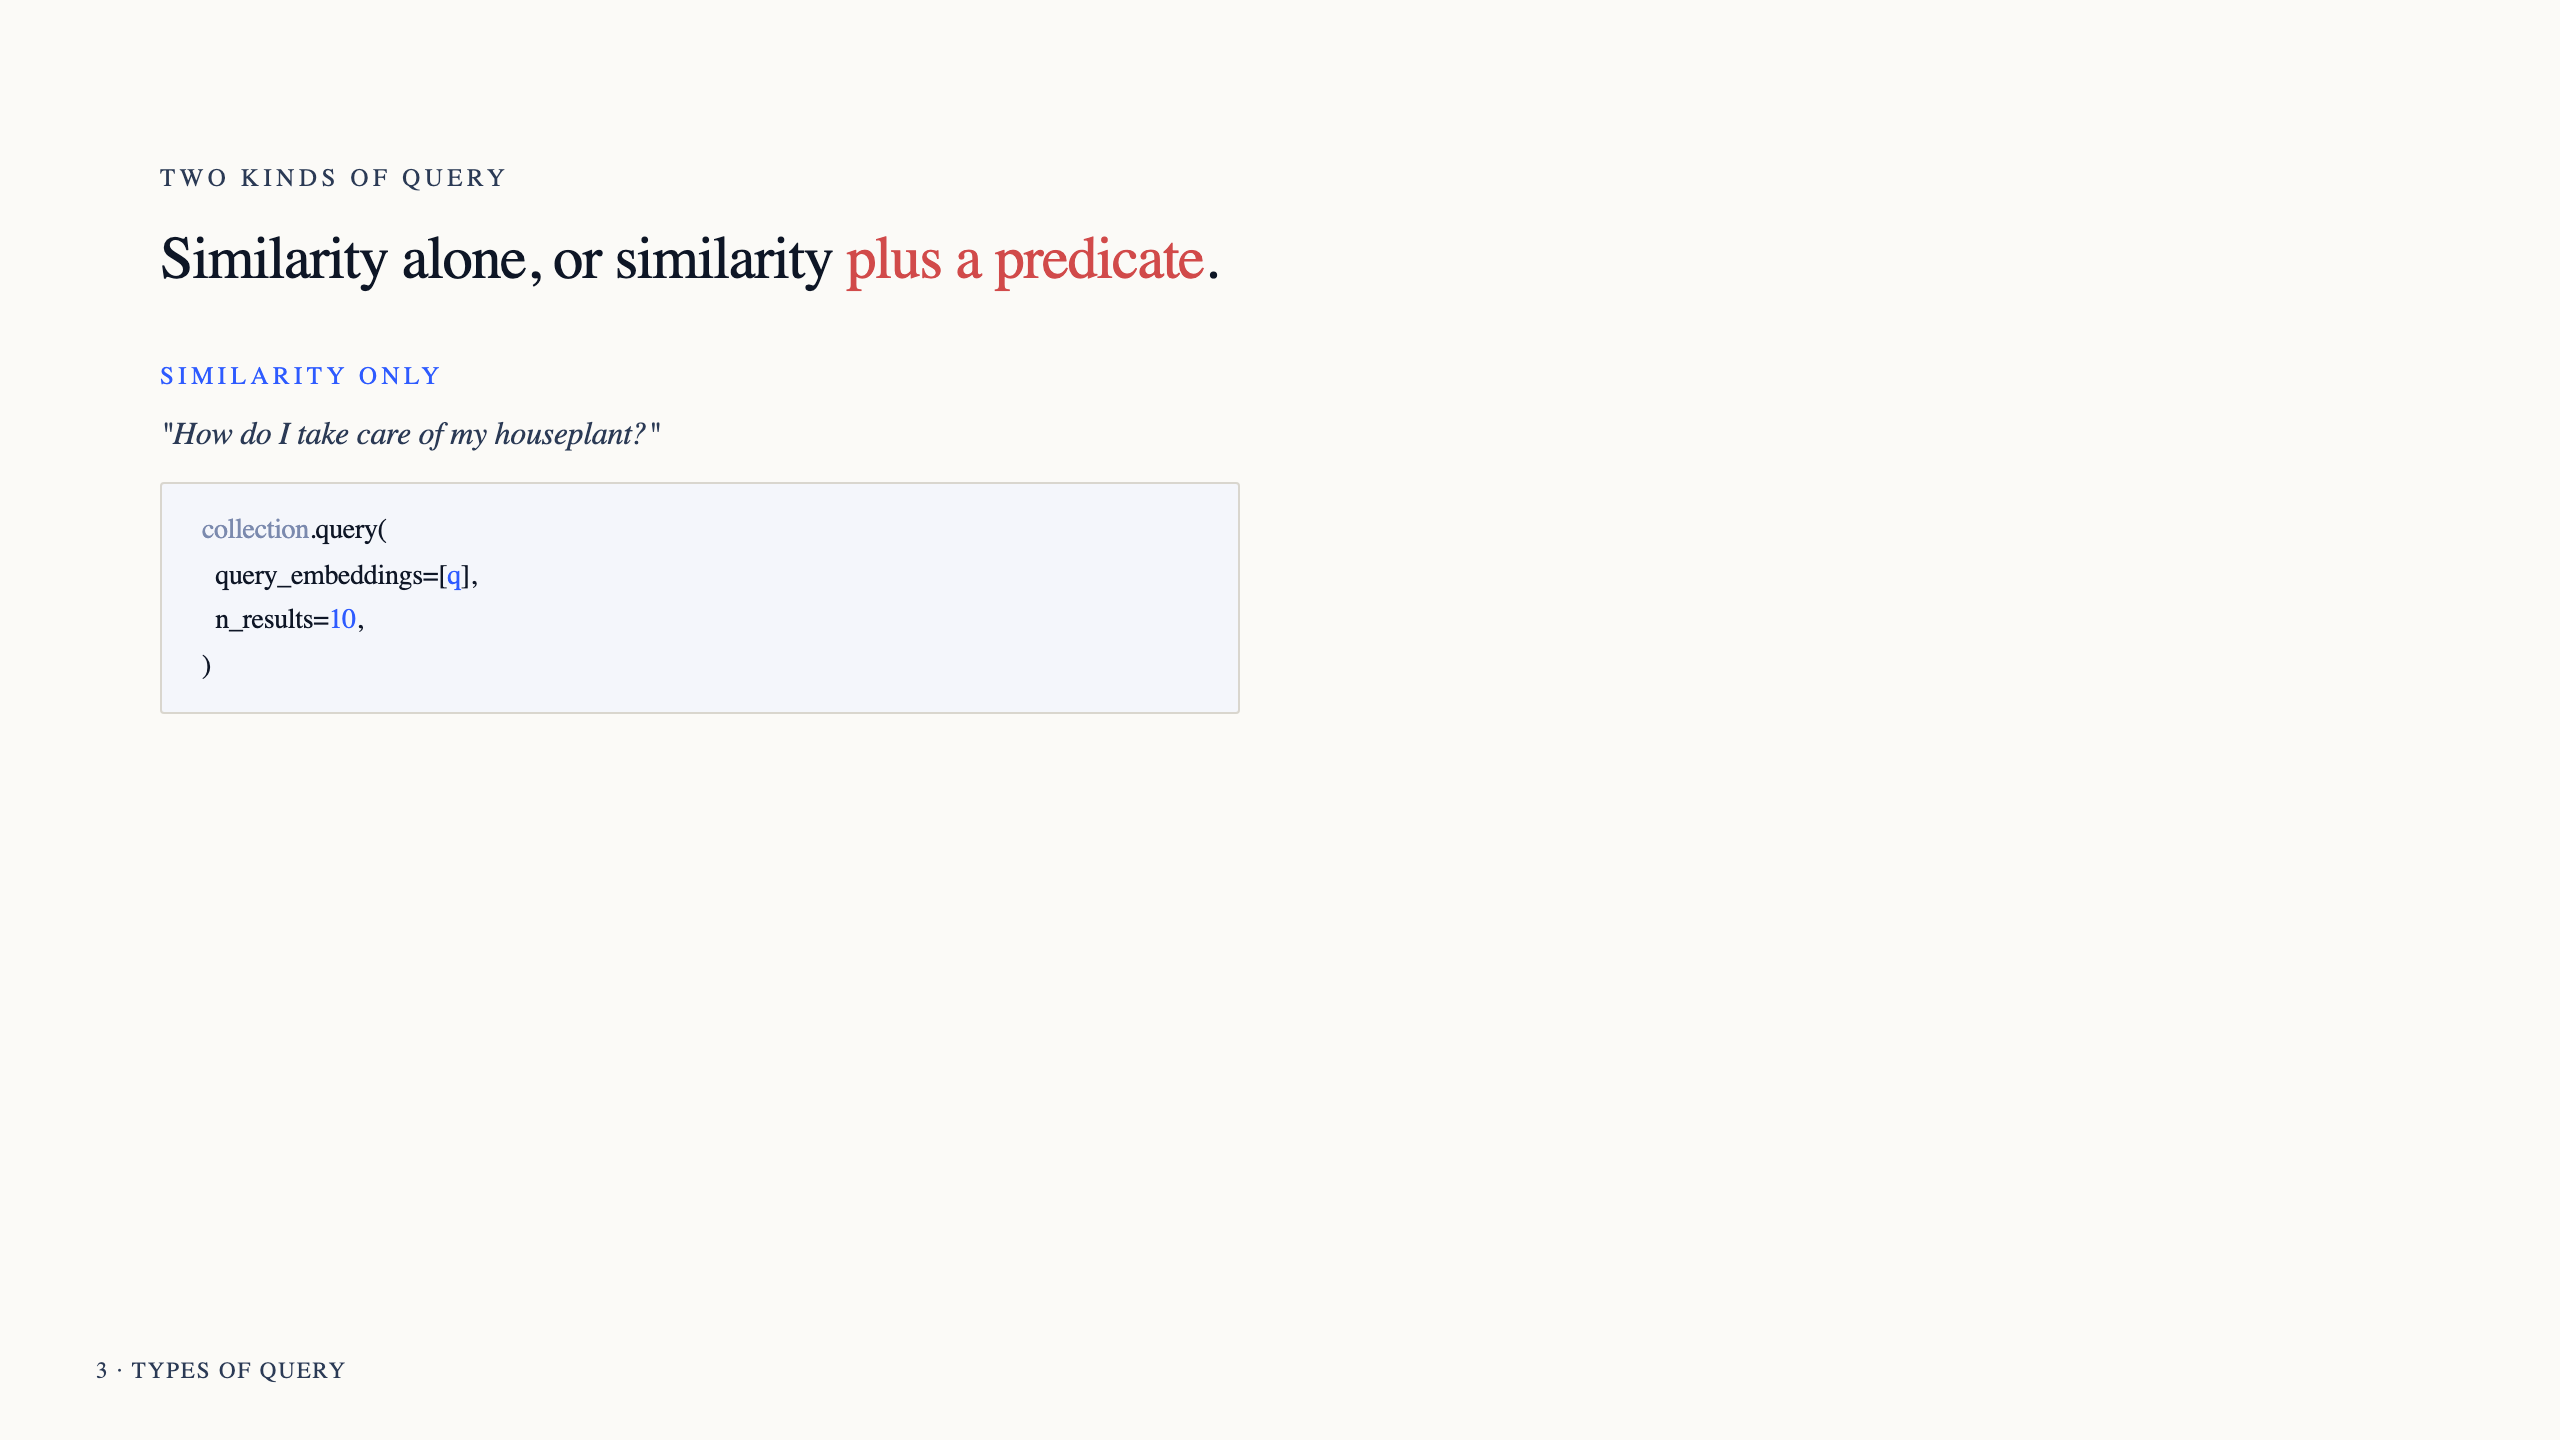 TWO KINDS OF QUERY
Similarity alone, or similarity plus a predicate.
SIMILARITY ONLY
"How do I take care of my houseplant?"
collection.query(
  query_embeddings=[q],
  n_results=10,
)
3 · TYPES OF QUERY